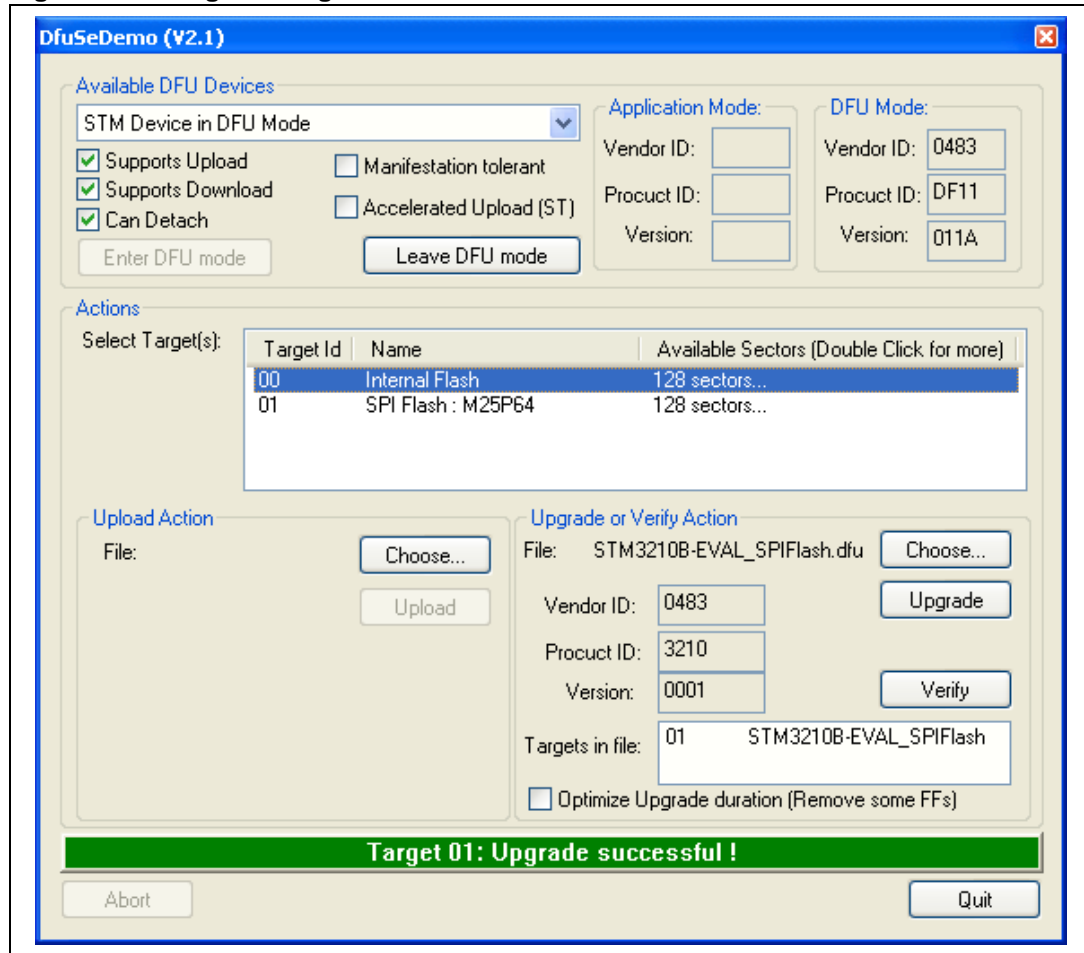 DfuSeDemo (V2.1)
Available DFU Devices
STM Device in DFU Mode
Supports Upload
Supports Download
Can Detach
Manifestation tolerant
Accelerated Upload (ST)
Enter DFU mode
Leave DFU mode
Application Mode:
Vendor ID:
Procuct ID:
Version:
DFU Mode:
Vendor ID: 0483
Procuct ID: DF11
Version: 011A
Actions
Select Target(s):
Target Id Name Available Sectors (Double Click for more)
00 Internal Flash 128 sectors...
01 SPI Flash : M25P64 128 sectors...
Upload Action
File:
Choose...
Upload
Upgrade or Verify Action
File: STM3210B-EVAL_SPIFlash.dfu Choose...
Vendor ID: 0483 Upgrade
Procuct ID: 3210
Version: 0001 Verify
Targets in file: 01 STM3210B-EVAL_SPIFlash
Optimize Upgrade duration (Remove some FFs)
Target 01: Upgrade successful !
Abort
Quit